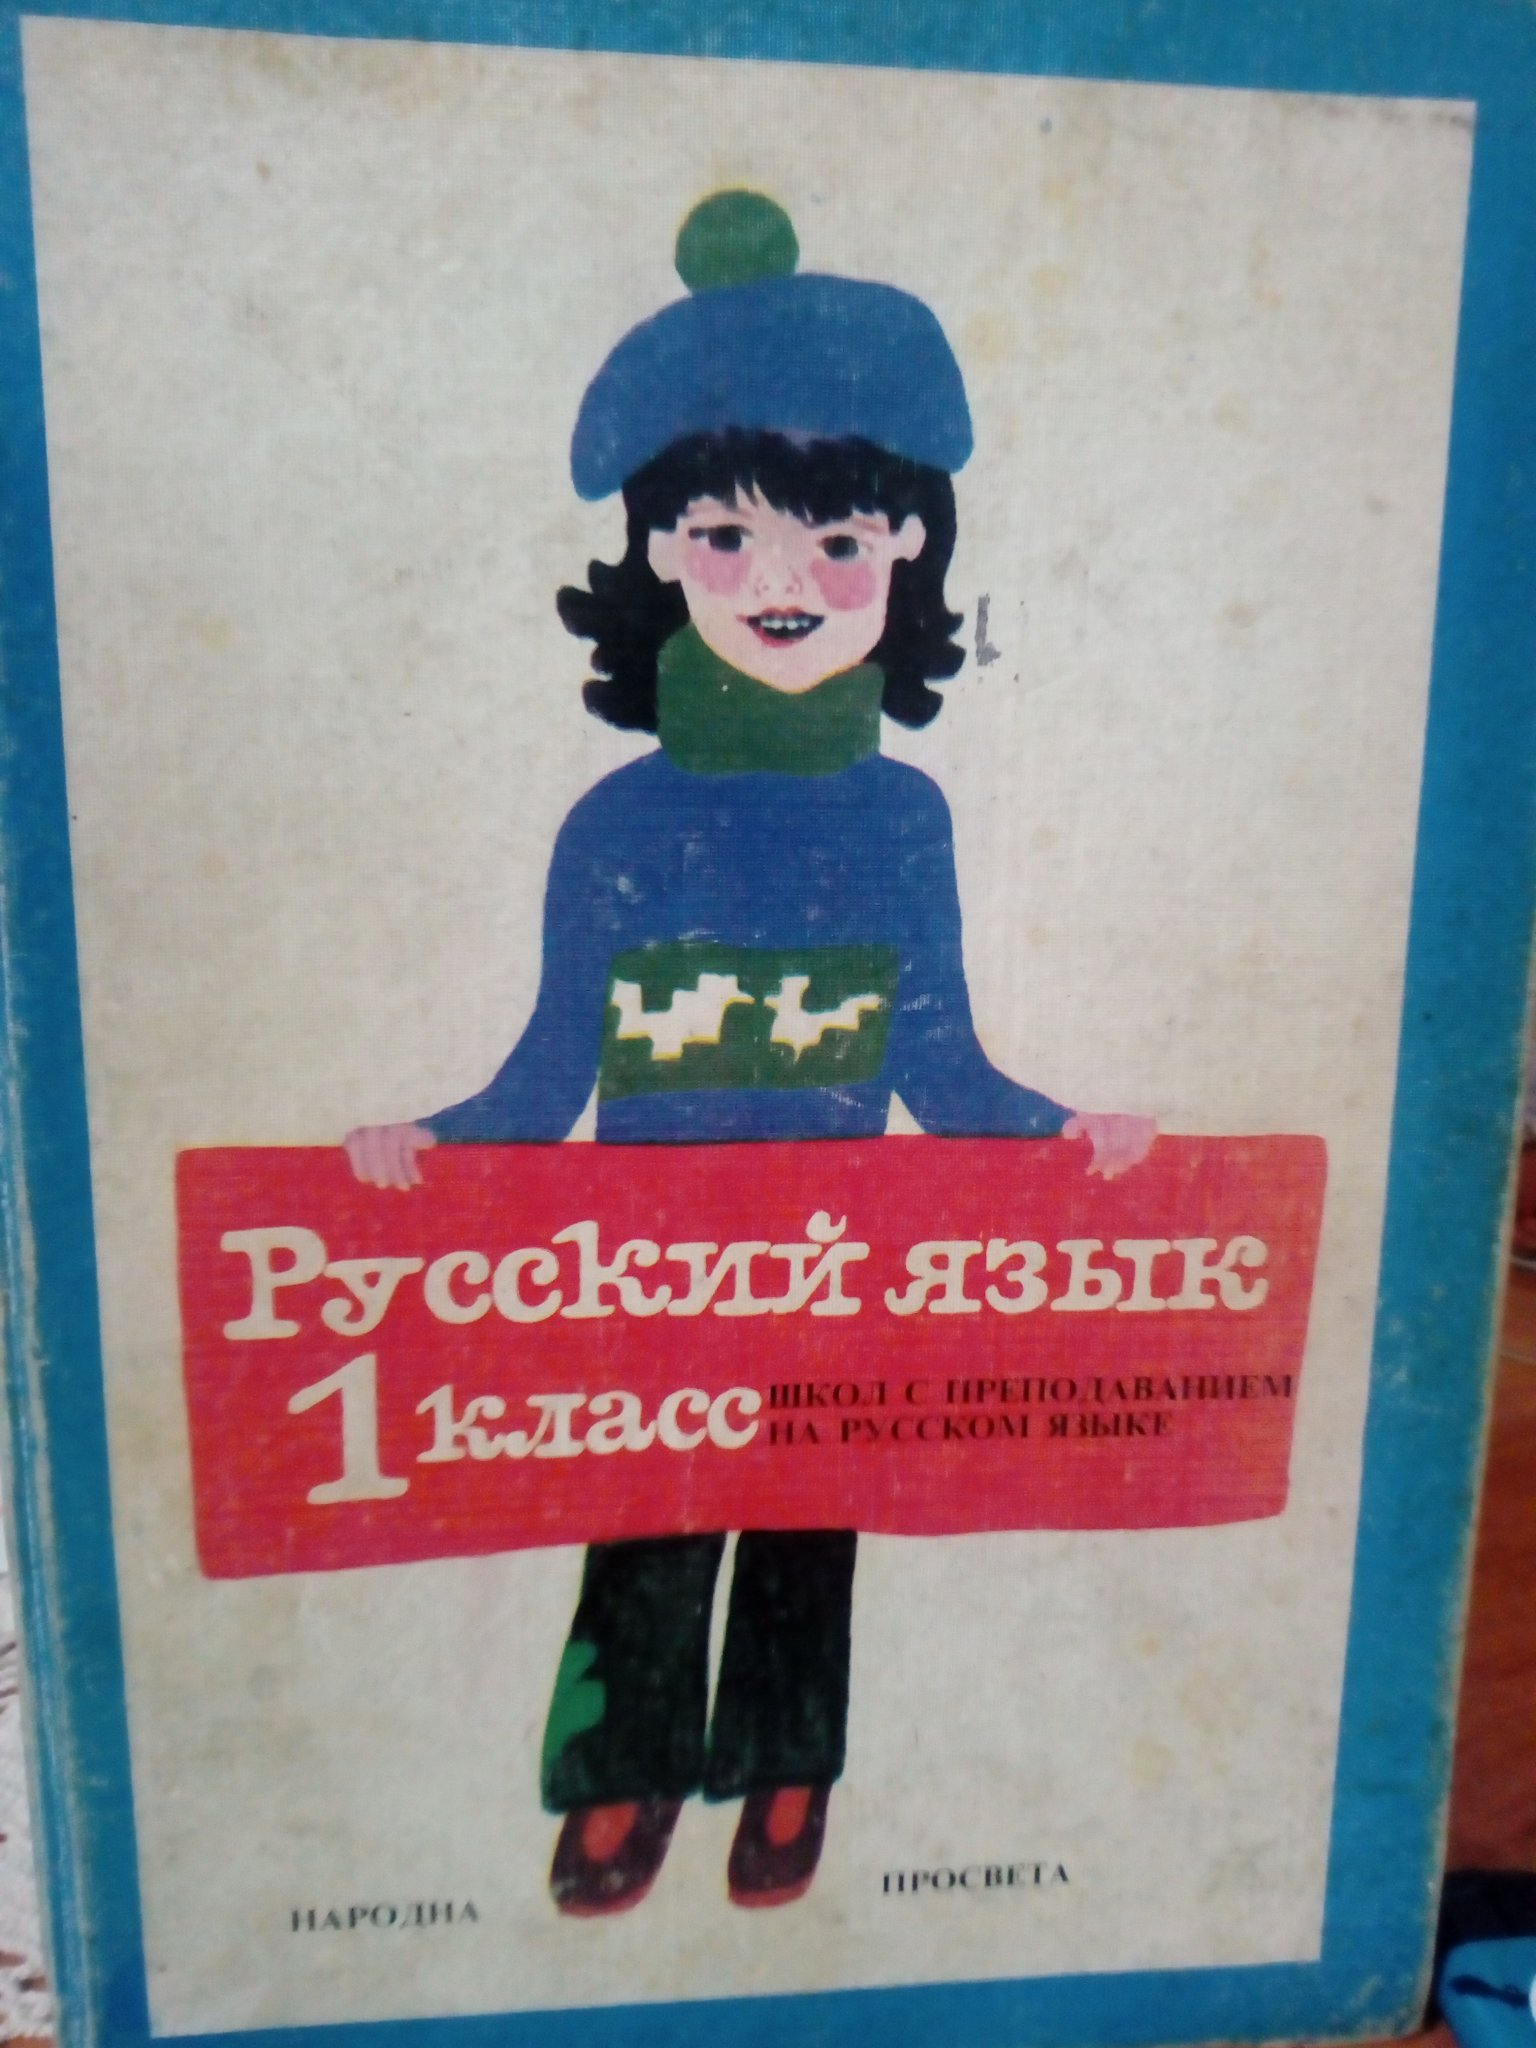 Русский язык
1 класс ШКОЛ С ПРЕПОДАВАНИЕМ
НА РУССКОМ ЯЗЫКЕ
НАРОДНА ПРОСВЕТА